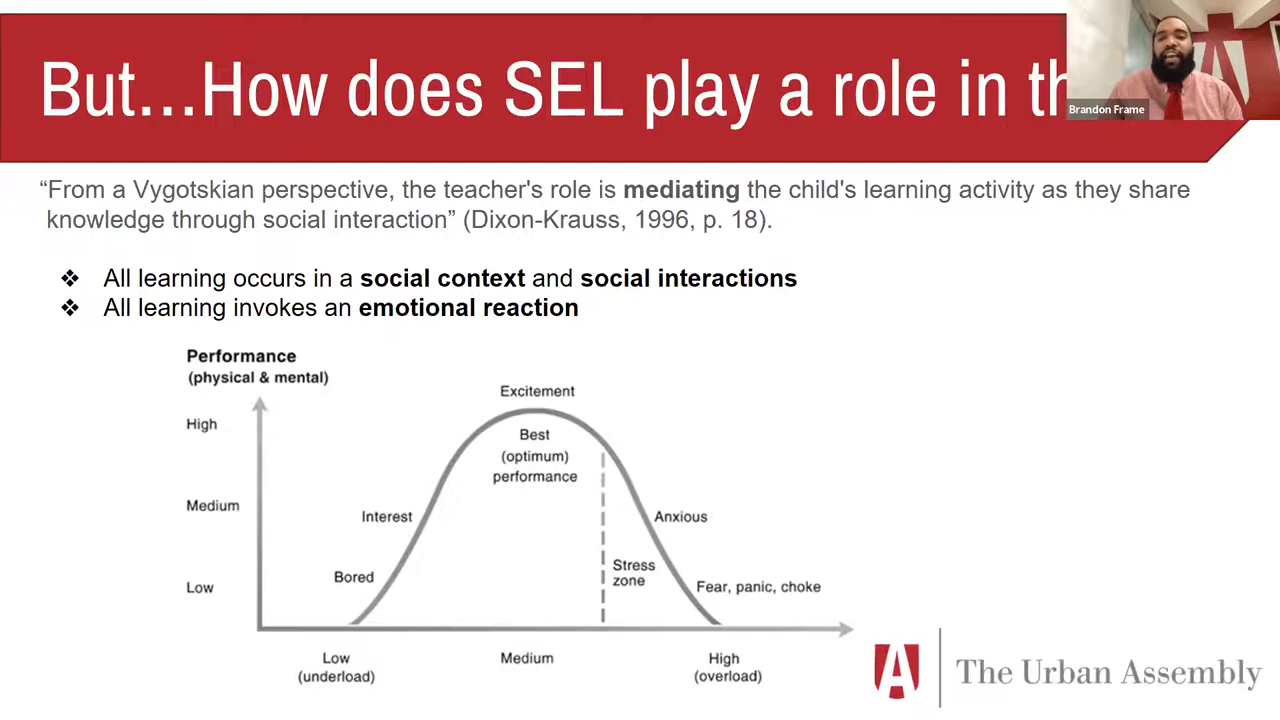 But…How does SEL play a role in th
Brandon Frame
“From a Vygotskian perspective, the teacher's role is mediating the child's learning activity as they share
knowledge through social interaction” (Dixon-Krauss, 1996, p. 18).
❖ All learning occurs in a social context and social interactions
❖ All learning invokes an emotional reaction
Performance
(physical & mental)
Excitement
High
Best
(optimum)
performance
Medium
Interest
Anxious
Stress
zone
Bored
Low
Fear, panic, choke
Low
(underload)
Medium
High
(overload)
A
The Urban Assembly